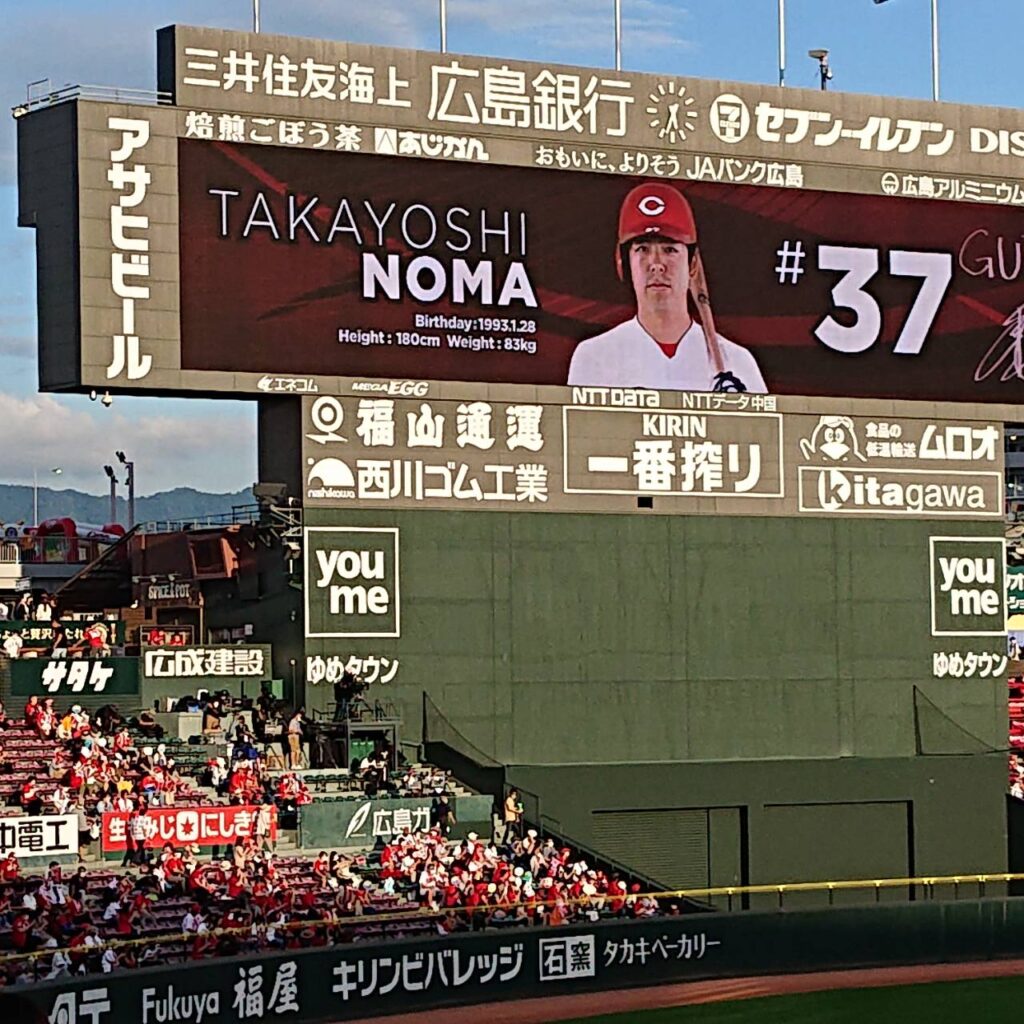 三井住友海上 広島銀行 セブン-イレブン DIS
焙煎ごぼう茶 あじかん おもいに、よりそう JAバンク広島 広島アルミニウム
アサヒビール
TAKAYOSHI
NOMA
Birthday:1993.1.28
Height: 180cm Weight: 83kg
C
#37
GU
エネコム MEGA EGG NTT DATA NTTデータ中国
福山通運
nishikawa 西川ゴム工業
KIRIN
一番搾り
食品の
低温輸送 ムロオ
kitagawa
you
me
ゆめタウン
you
me
ゆめタウン
SPICE POT
サタケ
広成建設
中電工
広島ガ
Fukuya 福屋 キリンビバレッジ 石窯 タカキベーカリー